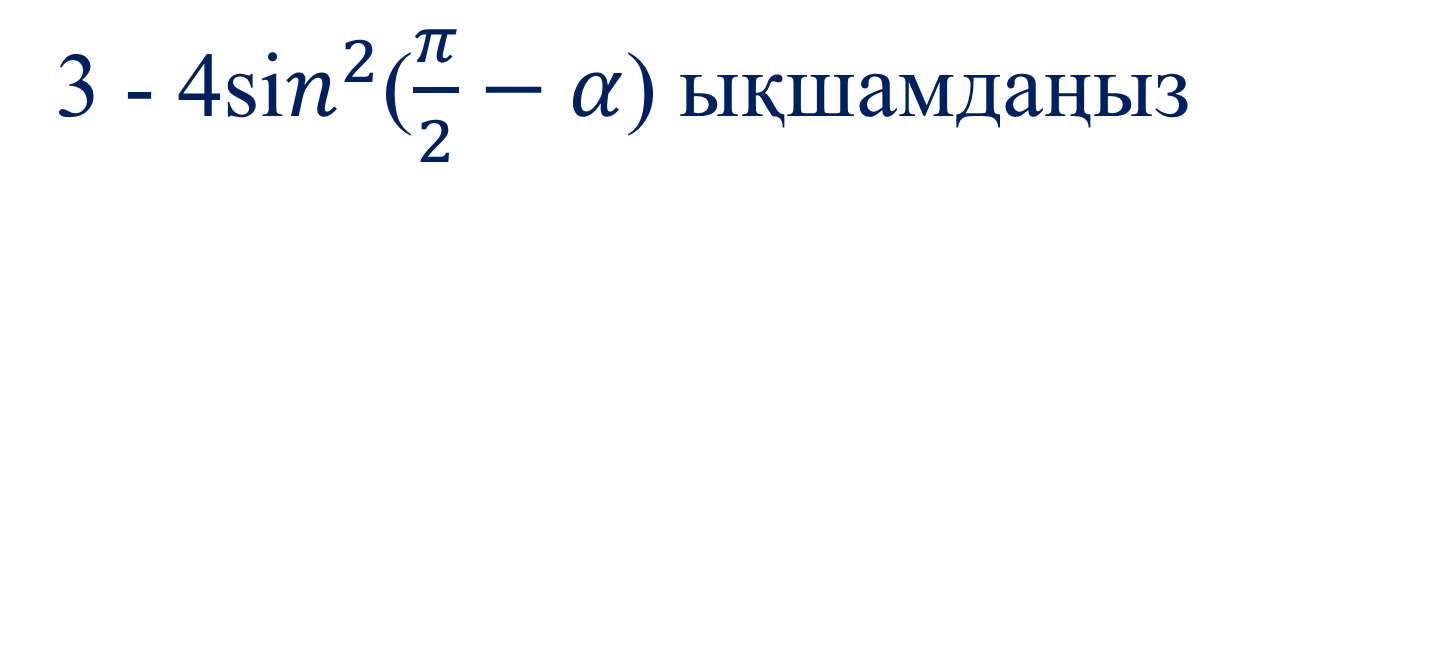 3 - 4sin²(π/2 − α) ықшамдаңыз